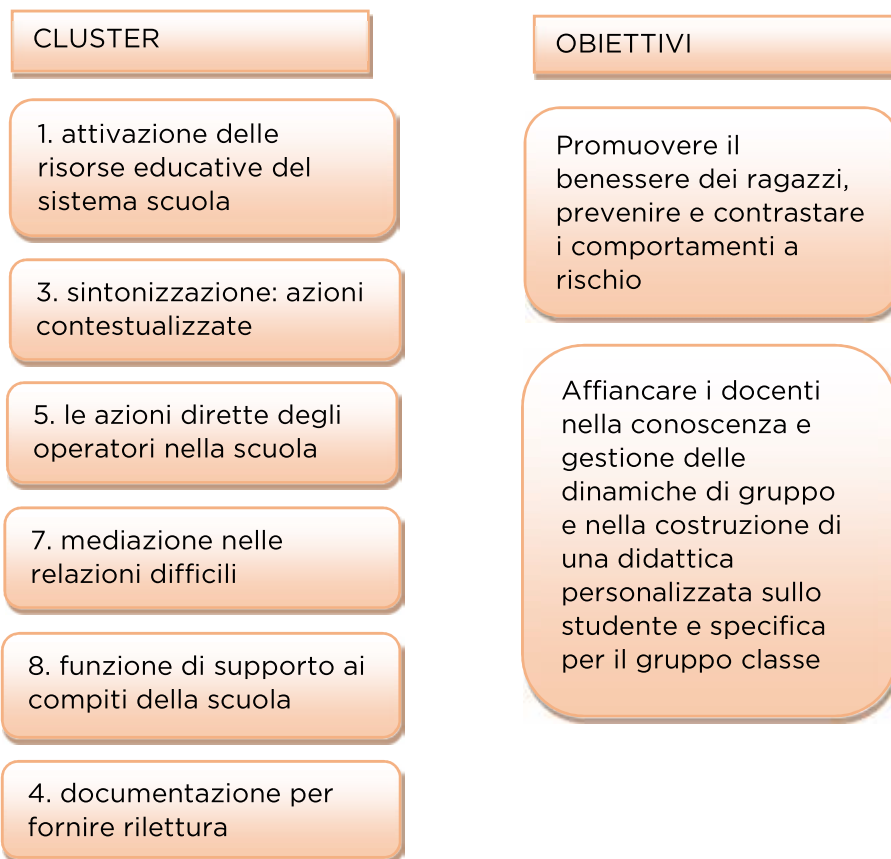 CLUSTER
1. attivazione delle
risorse educative del
sistema scuola
3. sintonizzazione: azioni
contestualizzate
5. le azioni dirette degli
operatori nella scuola
7. mediazione nelle
relazioni difficili
8. funzione di supporto ai
compiti della scuola
4. documentazione per
fornire rilettura
OBIETTIVI
Promuovere il
benessere dei ragazzi,
prevenire e contrastare
i comportamenti a
rischio
Affiancare i docenti
nella conoscenza e
gestione delle
dinamiche di gruppo
e nella costruzione di
una didattica
personalizzata sullo
studente e specifica
per il gruppo classe